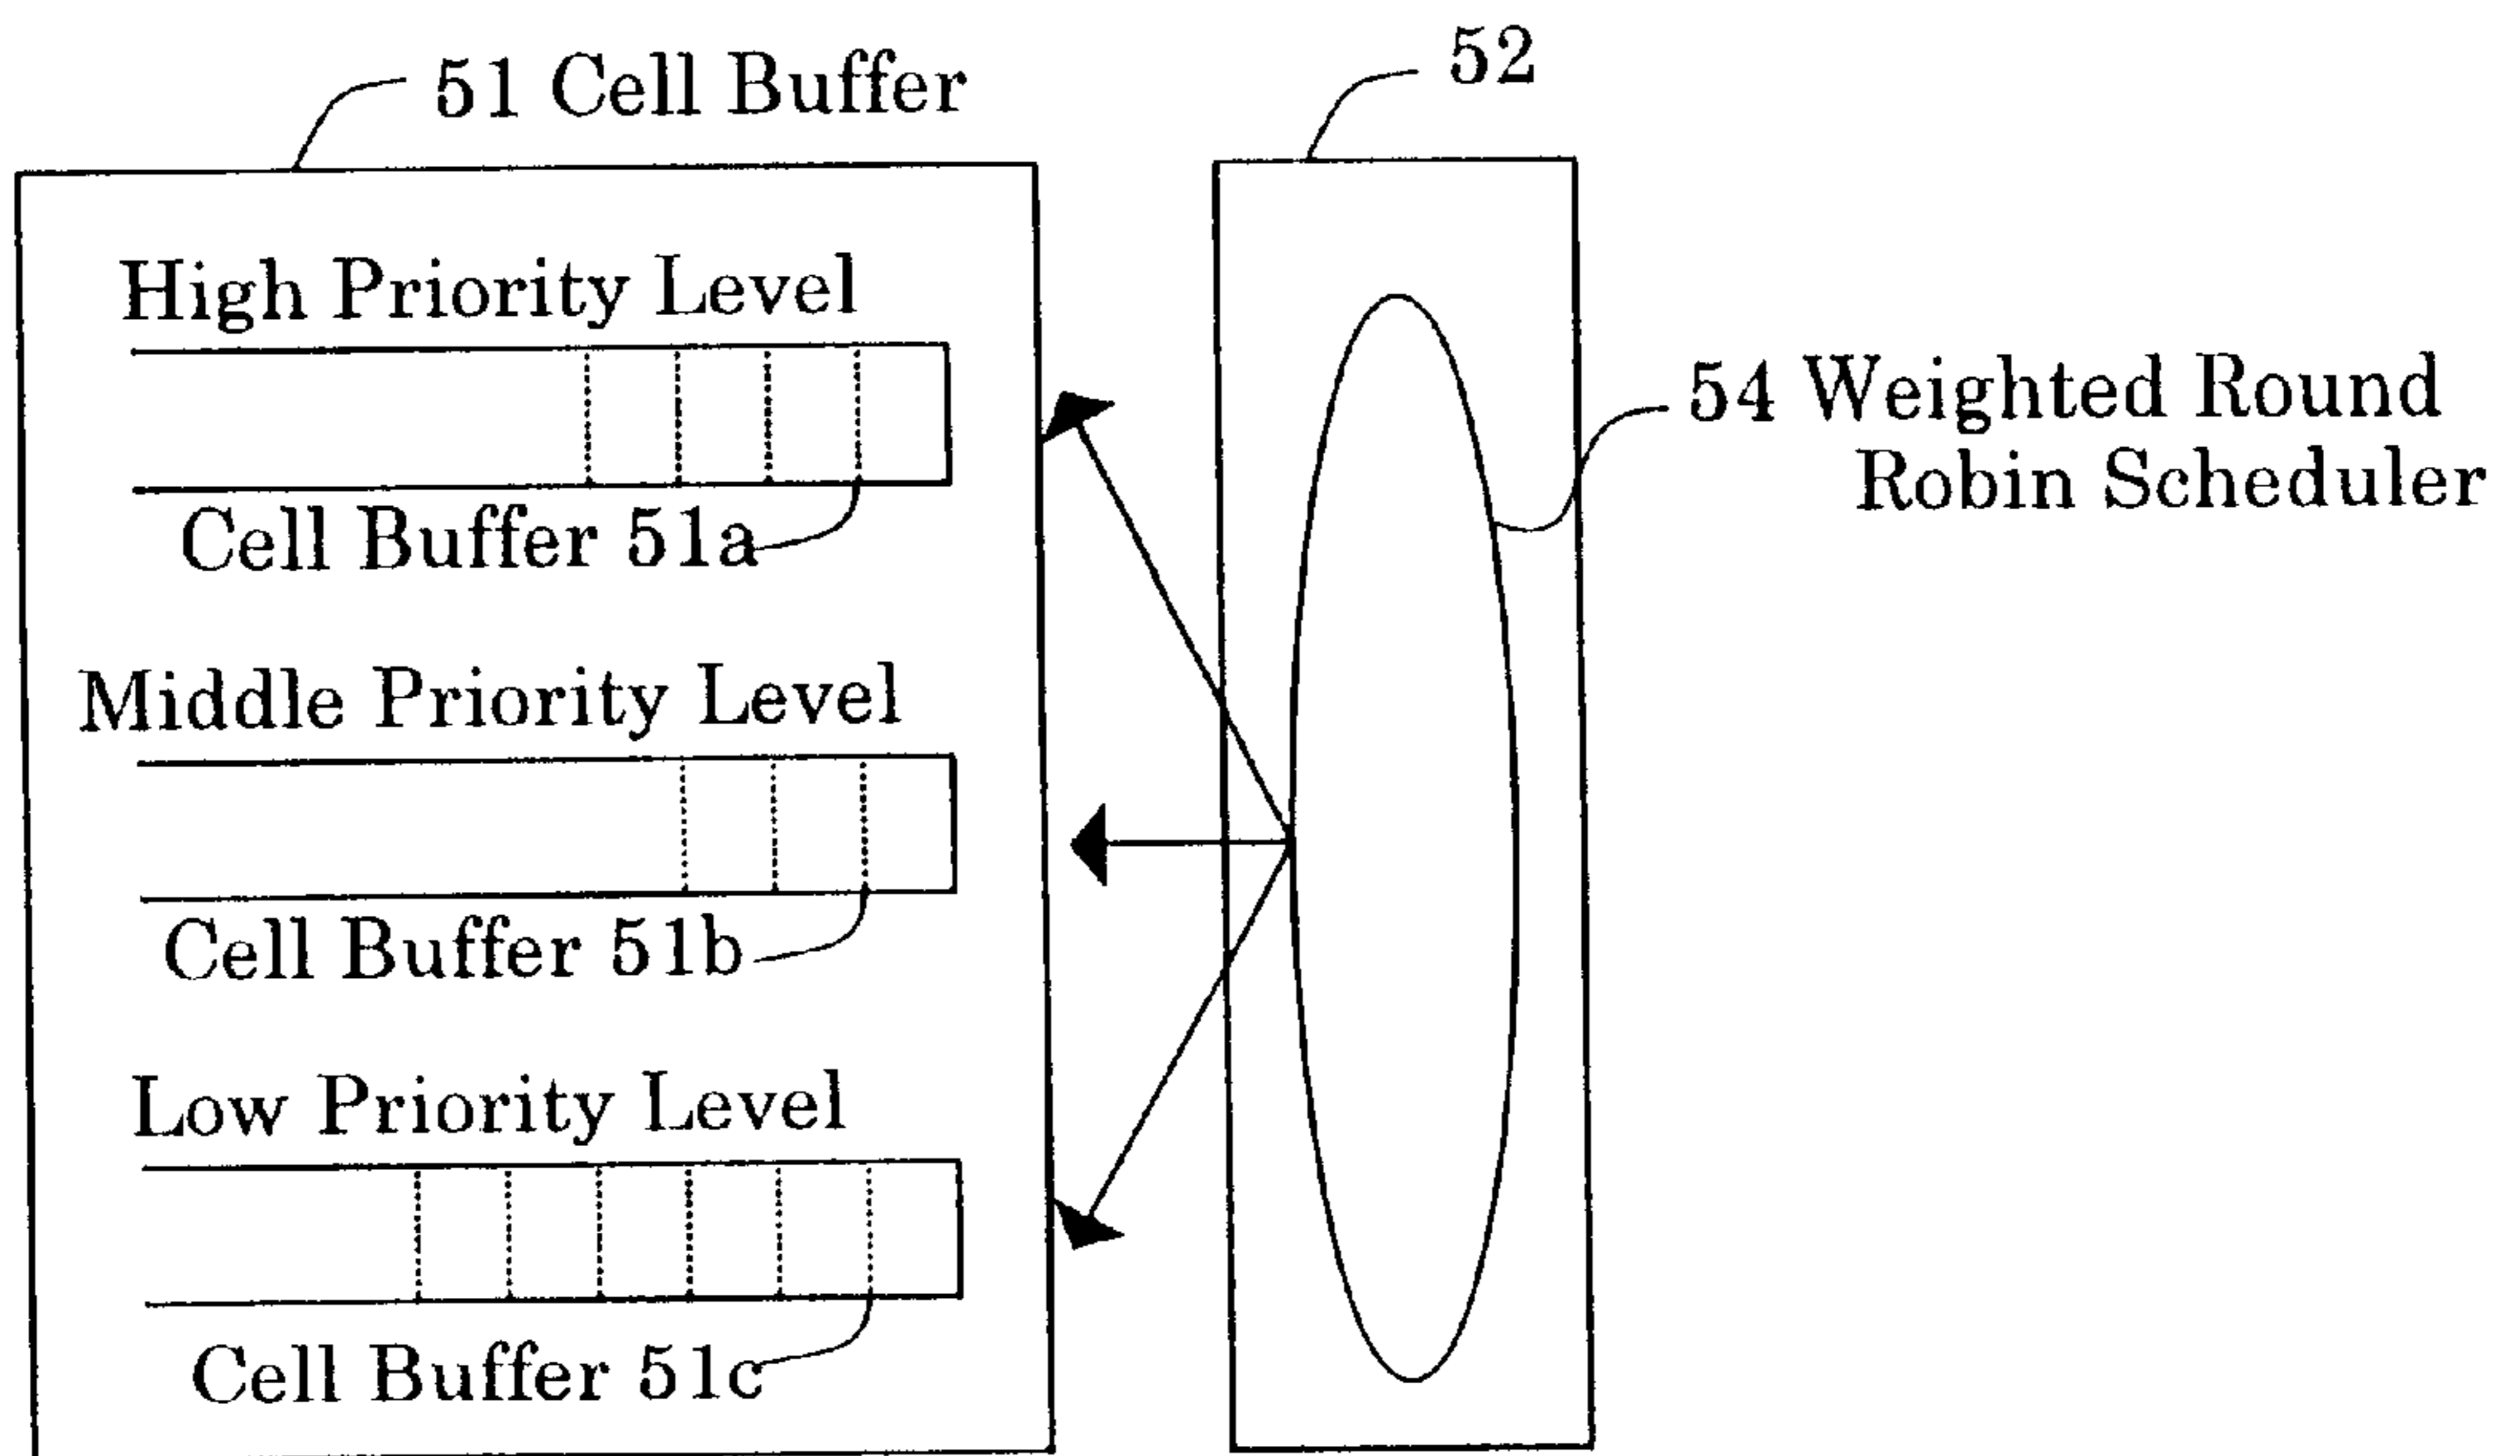 51 Cell Buffer
52
High Priority Level
Cell Buffer 51a
54 Weighted Round
Robin Scheduler
Middle Priority Level
Cell Buffer 51b
Low Priority Level
Cell Buffer 51c